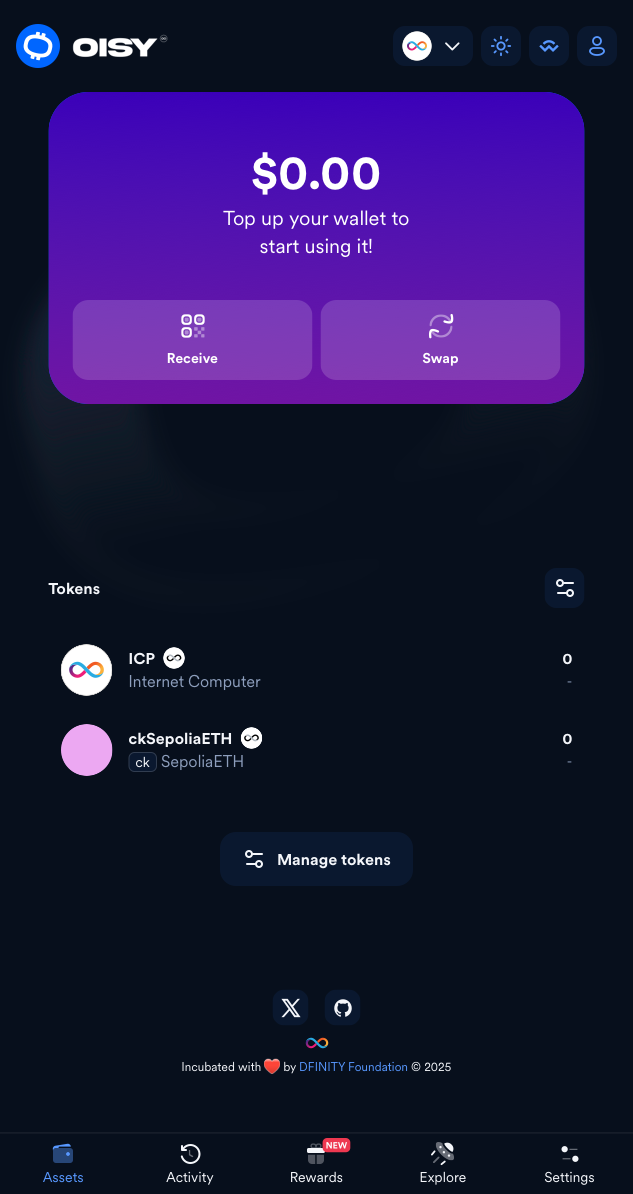 OISY
$0.00
Top up your wallet to
start using it!
Receive
Swap
Tokens
ICP
0
Internet Computer
-
ckSepoliaETH
0
ck SepoliaETH
-
Manage tokens
Incubated with ❤️ by DFINITY Foundation © 2025
NEW
Assets
Activity
Rewards
Explore
Settings